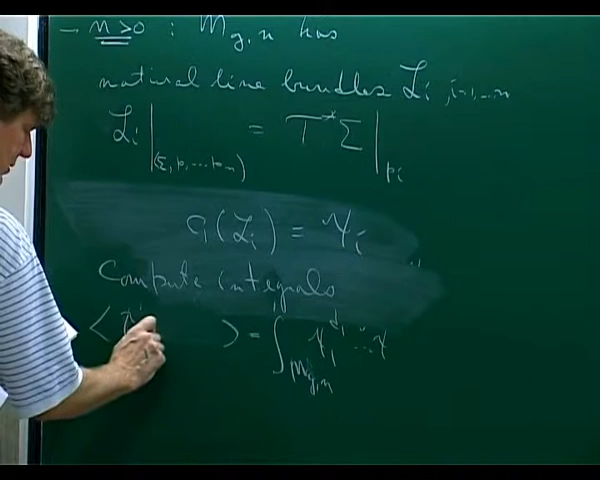 - n>0 : M_{g,n} has
natural line bundles L_i, i=1,...n
L_i|_{(Σ,p_1...p_n)} = T*Σ|_{p_i}
c_1(L_i) = ψ_i
Compute integrals
< τ > = ∫_{M_{g,n}} ψ_1^{d_1} ... ψ